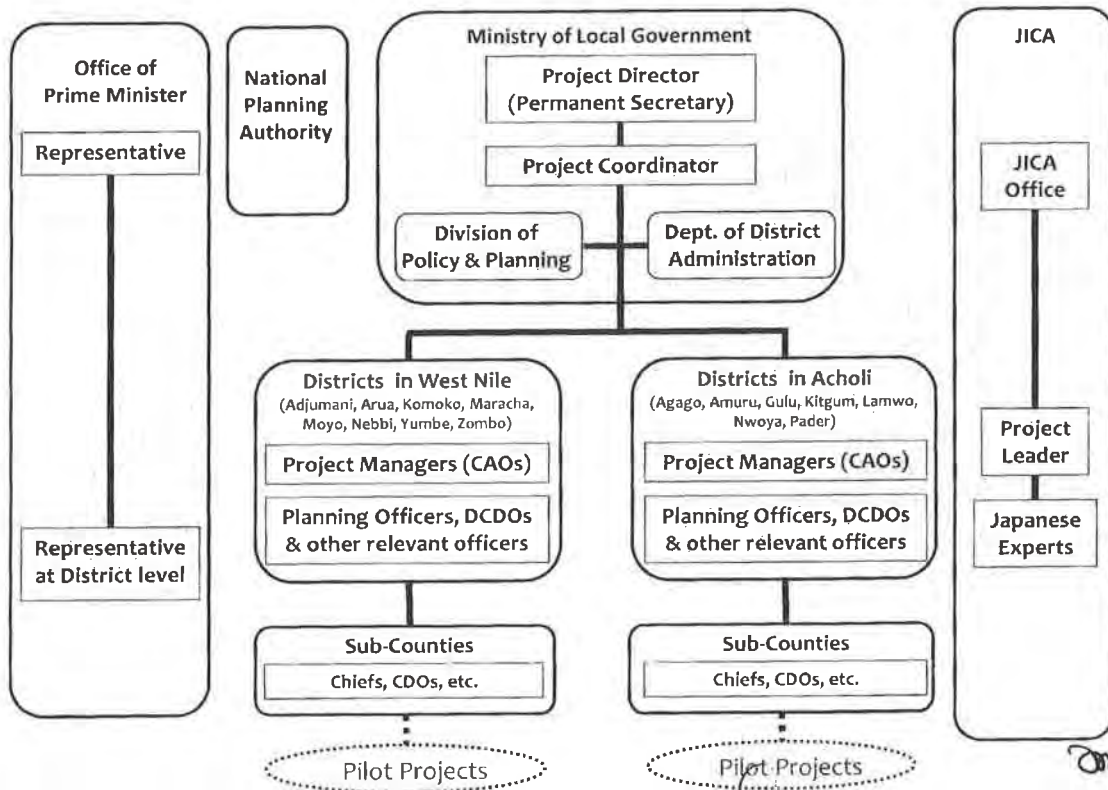 Office of
Prime Minister
Representative
Representative
at District level
National
Planning
Authority
Ministry of Local Government
Project Director
(Permanent Secretary)
Project Coordinator
Division of
Policy & Planning
Dept. of District
Administration
Districts in West Nile
(Adjumani, Arua, Komoko, Maracha,
Moyo, Nebbi, Yumbe, Zombo)
Project Managers (CAOs)
Planning Officers, DCDOs
& other relevant officers
Sub-Counties
Chiefs, CDOs, etc.
Pilot Projects
Districts in Acholi
(Agago, Amuru, Gulu, Kitgum, Lamwo,
Nwoya, Pader)
Project Managers (CAOs)
Planning Officers, DCDOs
& other relevant officers
Sub-Counties
Chiefs, CDOs, etc.
Pilot Projects
JICA
JICA
Office
Project
Leader
Japanese
Experts